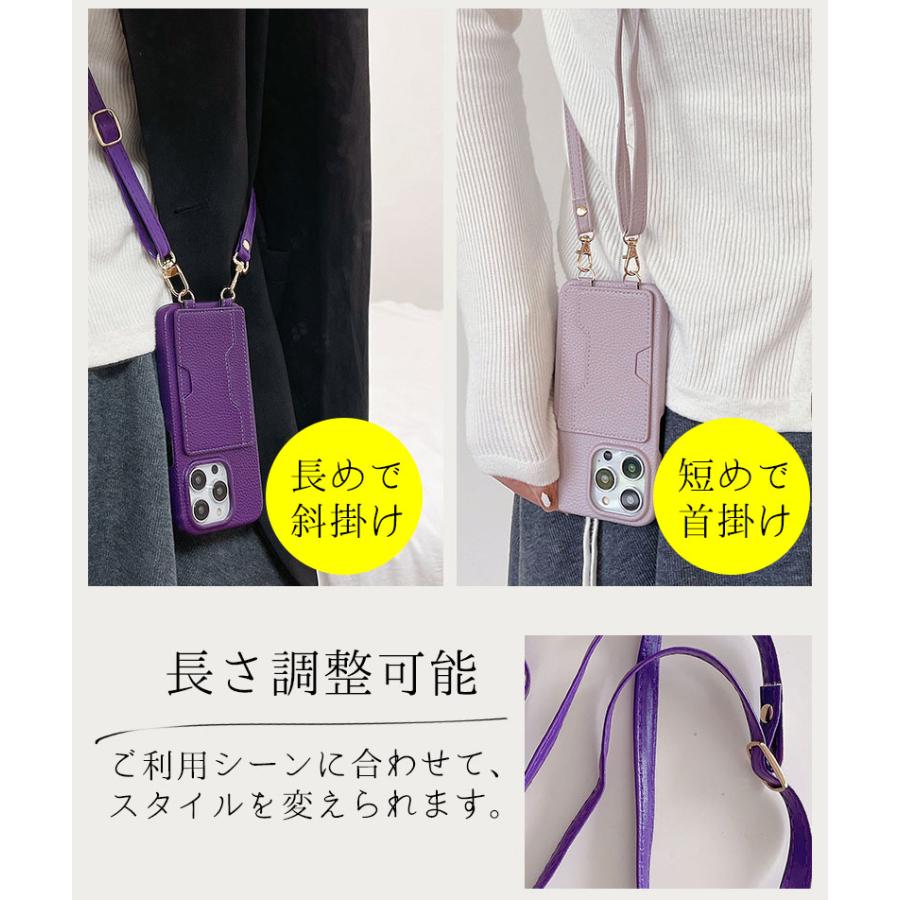 長めで
斜掛け
短めで
首掛け
長さ調整可能
ご利用シーンに合わせて、
スタイルを変えられます。